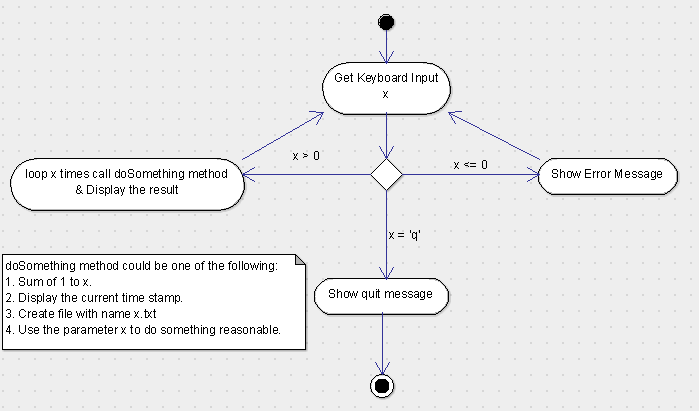 Get Keyboard Input
x
x > 0
x <= 0
loop x times call doSomething method
& Display the result
Show Error Message
x = 'q'
doSomething method could be one of the following:
1. Sum of 1 to x.
2. Display the current time stamp.
3. Create file with name x.txt
4. Use the parameter x to do something reasonable.
Show quit message